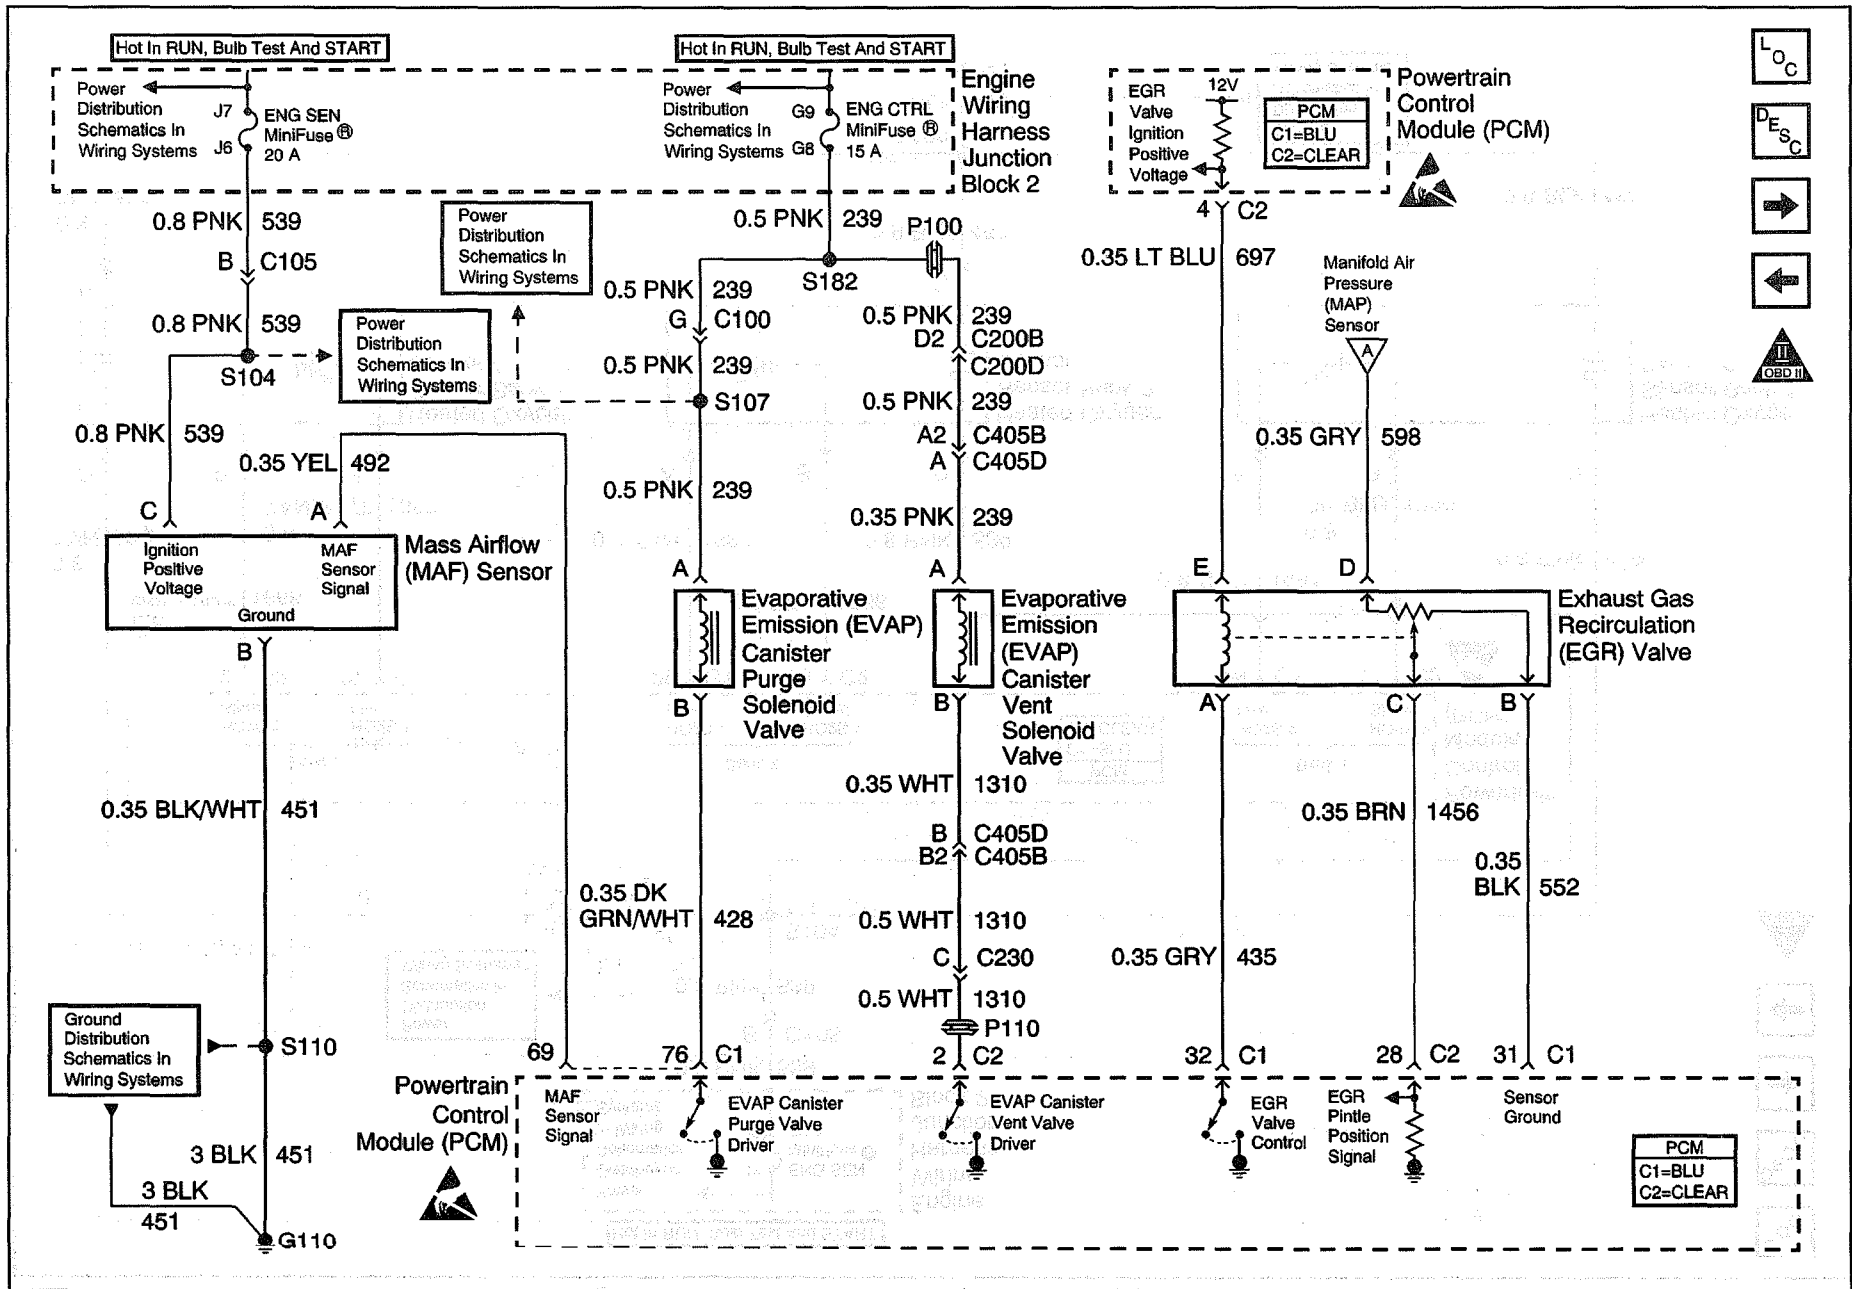 Hot In RUN, Bulb Test And START
Hot In RUN, Bulb Test And START
Power
Distribution
Schematics In
Wiring Systems
J7
J6
ENG SEN
MiniFuse ®
20 A
Power
Distribution
Schematics In
Wiring Systems
G9
G8
ENG CTRL
MiniFuse ®
15 A
Engine
Wiring
Harness
Junction
Block 2
EGR
Valve
Ignition
Positive
Voltage
12V
PCM
C1=BLU
C2=CLEAR
Powertrain
Control
Module (PCM)
LOC
DESC
OBD II
II
0.8 PNK 539
B C105
0.8 PNK 539
S104
Power
Distribution
Schematics In
Wiring Systems
Power
Distribution
Schematics In
Wiring Systems
0.5 PNK 239
P100
S182
0.5 PNK 239
G C100
0.5 PNK 239
S107
0.5 PNK 239
0.5 PNK 239
D2 C200B
C200D
0.5 PNK 239
A2 C405B
A C405D
0.35 PNK 239
4 C2
0.35 LT BLU 697
Manifold Air
Pressure
(MAP)
Sensor
A
0.35 GRY 598
0.8 PNK 539
0.35 YEL 492
C
A
Ignition
Positive
Voltage
MAF
Sensor
Signal
Ground
Mass Airflow
(MAF) Sensor
B
A
Evaporative
Emission (EVAP)
Canister
Purge
Solenoid
Valve
B
A
Evaporative
Emission
(EVAP)
Canister
Vent
Solenoid
Valve
B
E
D
Exhaust Gas
Recirculation
(EGR) Valve
A
C
B
0.35 BLK/WHT 451
0.35 WHT 1310
B C405D
B2 C405B
0.35 BRN 1456
0.35
BLK 552
0.35 DK
GRN/WHT 428
0.5 WHT 1310
C C230
0.5 WHT 1310
P110
0.35 GRY 435
Ground
Distribution
Schematics In
Wiring Systems
S110
69
76 C1
2 C2
32 C1
28 C2
31 C1
Powertrain
Control
Module (PCM)
MAF
Sensor
Signal
EVAP Canister
Purge Valve
Driver
EVAP Canister
Vent Valve
Driver
EGR
Valve
Control
EGR
Pintle
Position
Signal
Sensor
Ground
PCM
C1=BLU
C2=CLEAR
3 BLK 451
3 BLK
451
G110